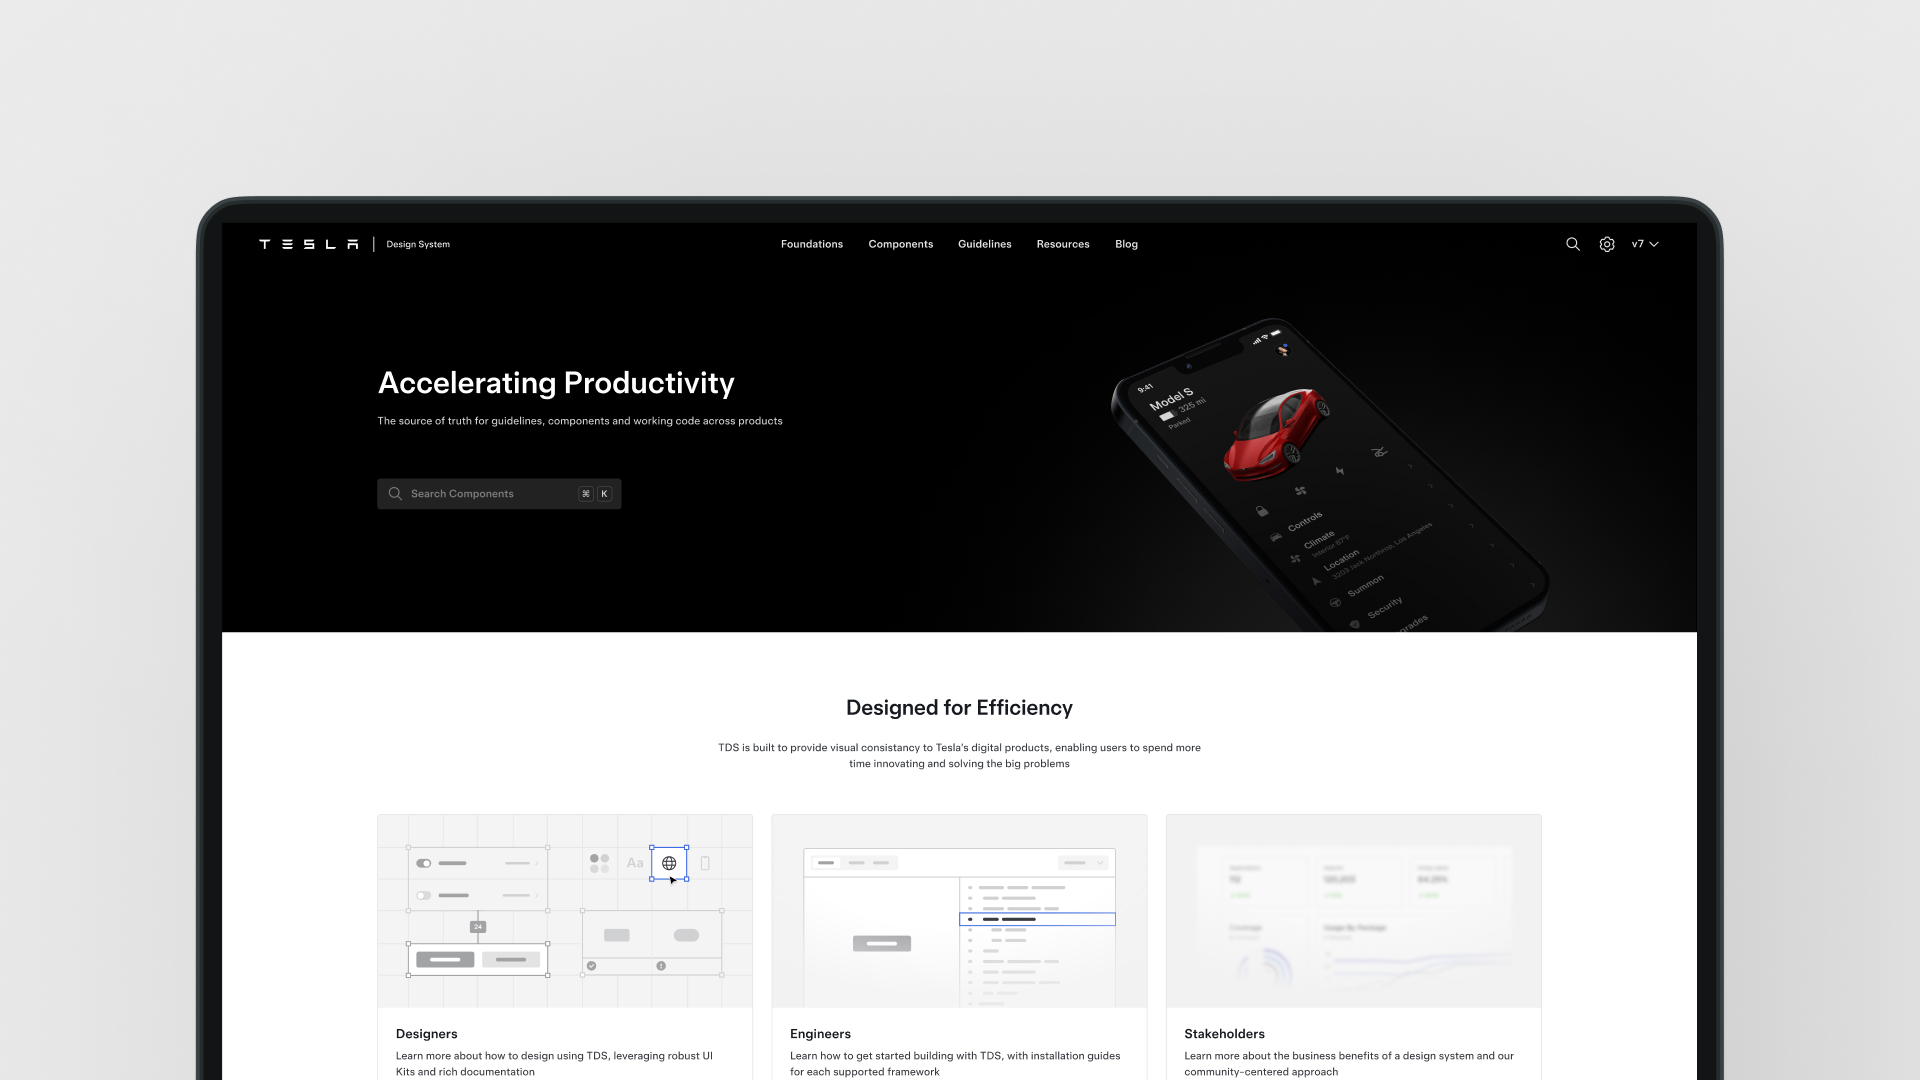 TESLA
Design System
Foundations
Components
Guidelines
Resources
Blog
v7
Accelerating Productivity
The source of truth for guidelines, components and working code across products
Search Components
⌘ K
9:41
Model S
325 mi
Parked
Controls
Climate
Interior 87°F
Location
3203 Jack Northrop, Los Angeles
Summon
Security
Designed for Efficiency
TDS is built to provide visual consistancy to Tesla's digital products, enabling users to spend more
time innovating and solving the big problems
Aa
24
Usage By Package
Designers
Learn more about how to design using TDS, leveraging robust UI
Kits and rich documentation
Engineers
Learn how to get started building with TDS, with installation guides
for each supported framework
Stakeholders
Learn more about the business benefits of a design system and our
community-centered approach